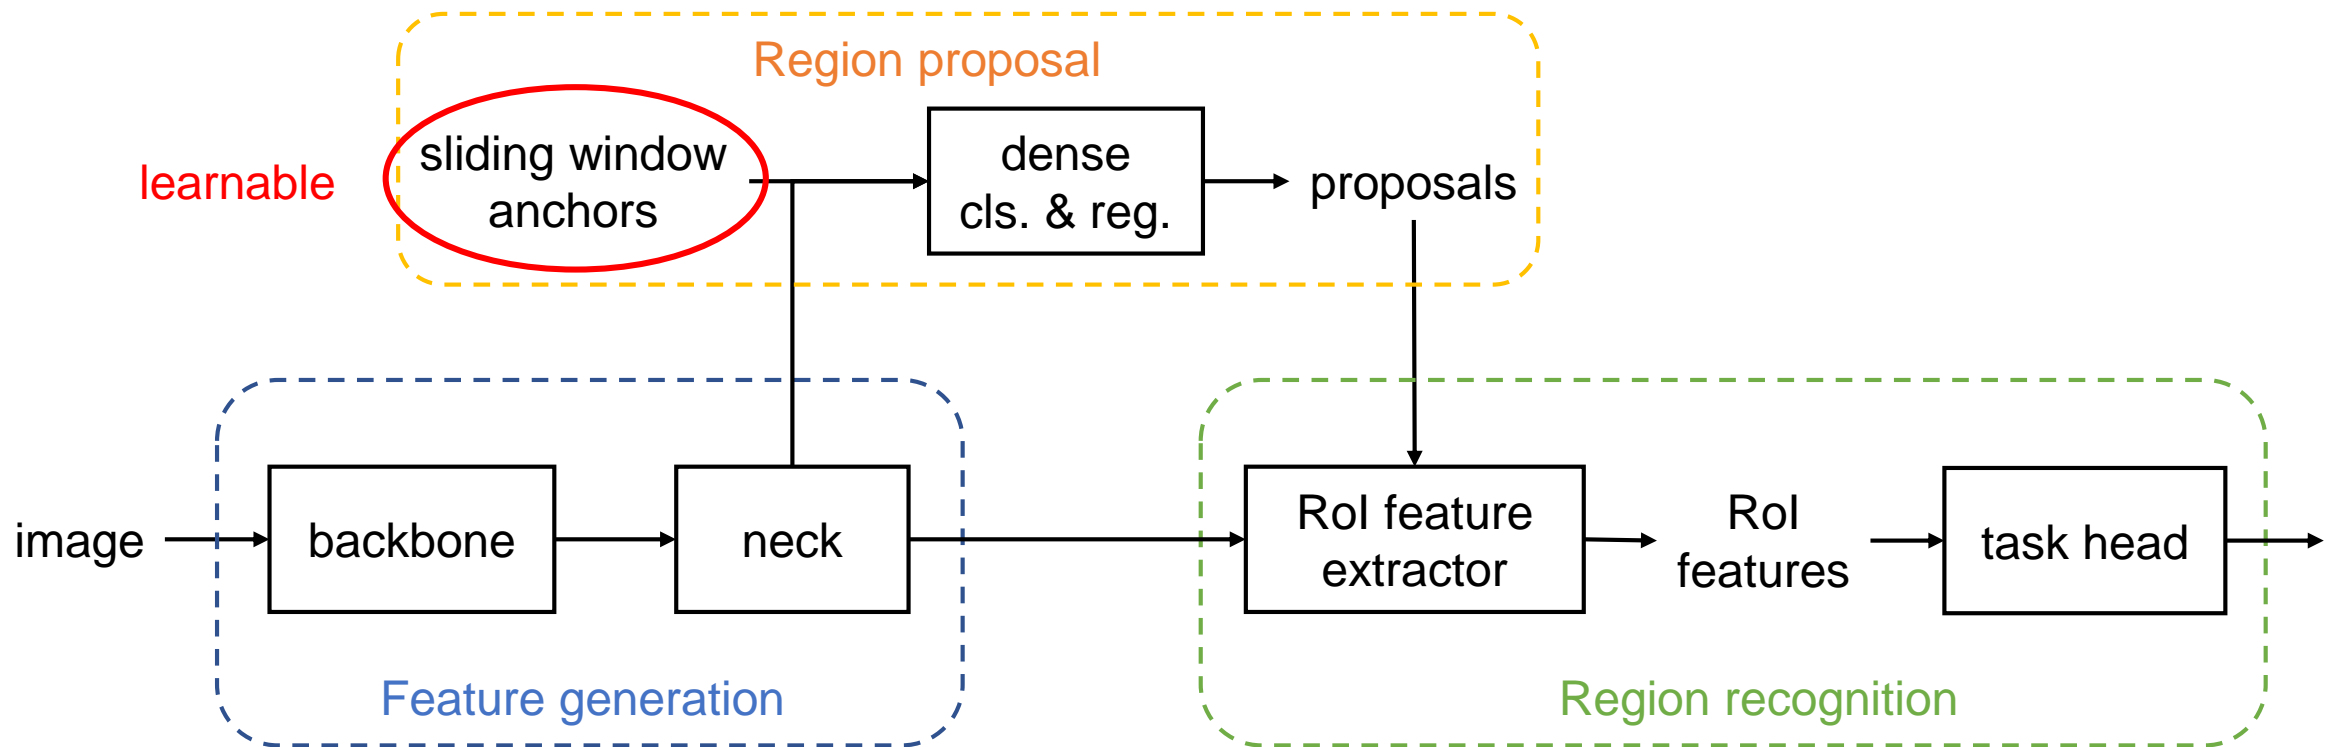 Region proposal
learnable
sliding window
anchors
dense
cls. & reg.
proposals
image
backbone
neck
RoI feature
extractor
RoI
features
task head
Feature generation
Region recognition